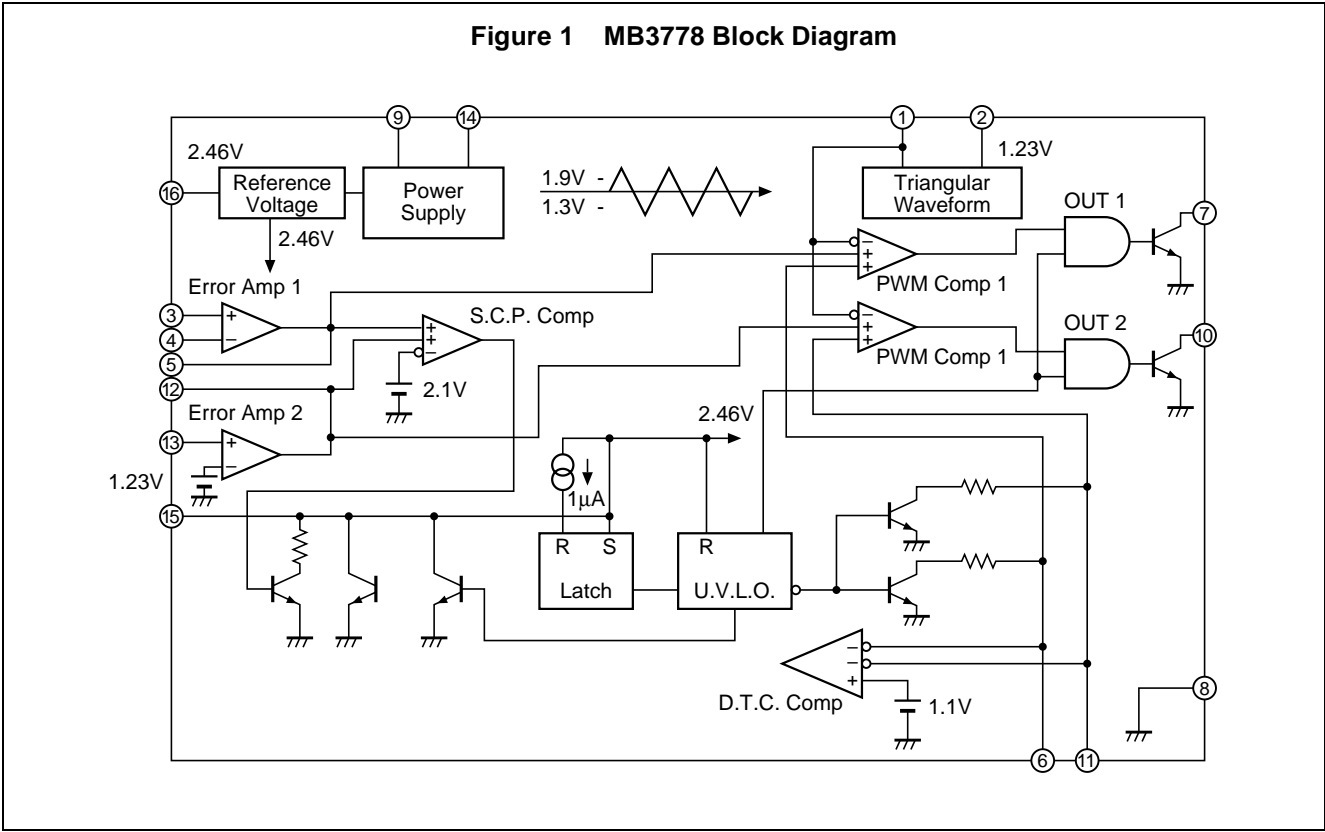 Figure 1 MB3778 Block Diagram
9 14 1 2
2.46V
1.23V
16
Reference
Voltage
Power
Supply
1.9V -
1.3V -
Triangular
Waveform
OUT 1
7
2.46V
Error Amp 1
− + +
PWM Comp 1
3
4
5
+ −
S.C.P. Comp
+ + −
− + +
PWM Comp 1
OUT 2
10
12
2.1V
Error Amp 2
13
+ −
1.23V
2.46V
1μA
15
R S
Latch
R
U.V.L.O.
− − +
D.T.C. Comp
1.1V
8
6 11